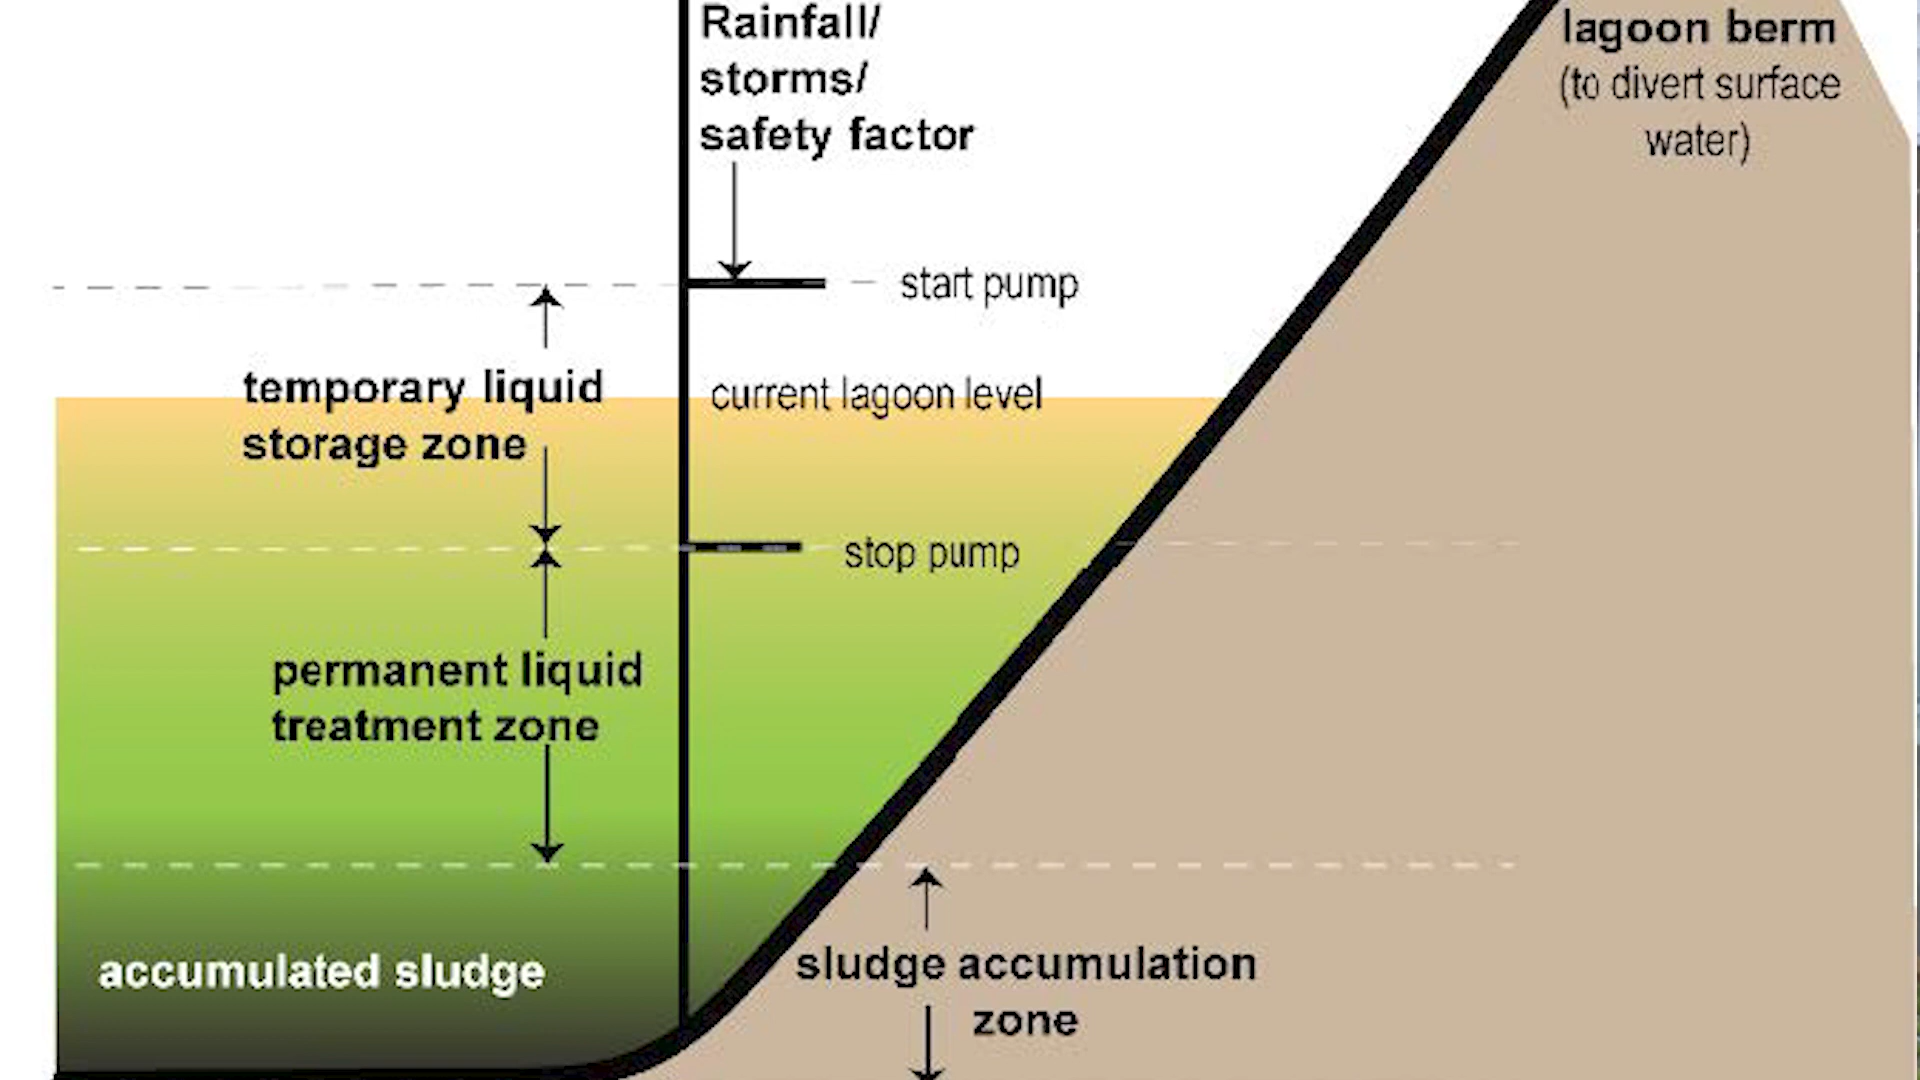 Rainfall/
storms/
safety factor
lagoon berm
(to divert surface
water)
start pump
temporary liquid
storage zone
current lagoon level
stop pump
permanent liquid
treatment zone
accumulated sludge
sludge accumulation
zone